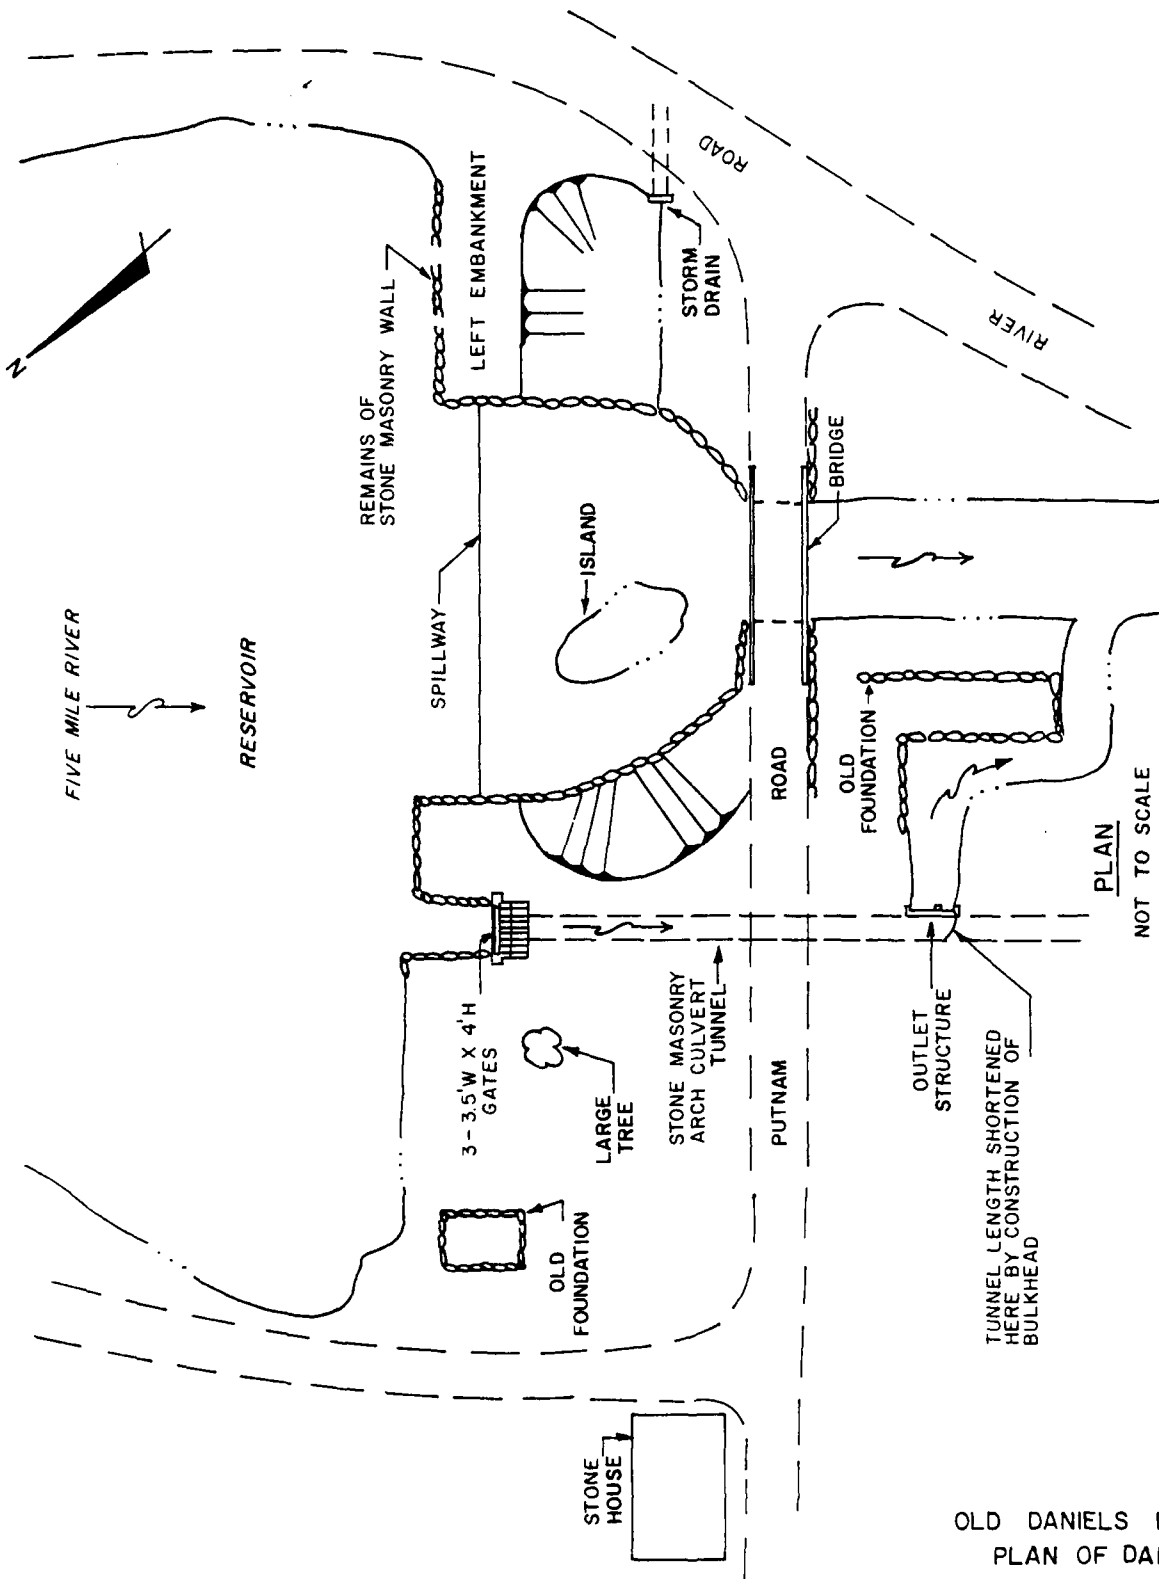 N
FIVE MILE RIVER
RESERVOIR
REMAINS OF
STONE MASONRY WALL
LEFT EMBANKMENT
STORM
DRAIN
ROAD
RIVER
SPILLWAY
ISLAND
BRIDGE
3-3.5'W X 4'H
GATES
LARGE
TREE
STONE MASONRY
ARCH CULVERT
TUNNEL
PUTNAM
ROAD
OLD
FOUNDATION
OLD
FOUNDATION
OUTLET
STRUCTURE
TUNNEL LENGTH SHORTENED
HERE BY CONSTRUCTION OF
BULKHEAD
STONE
HOUSE
PLAN
NOT TO SCALE
OLD DANIELS
PLAN OF